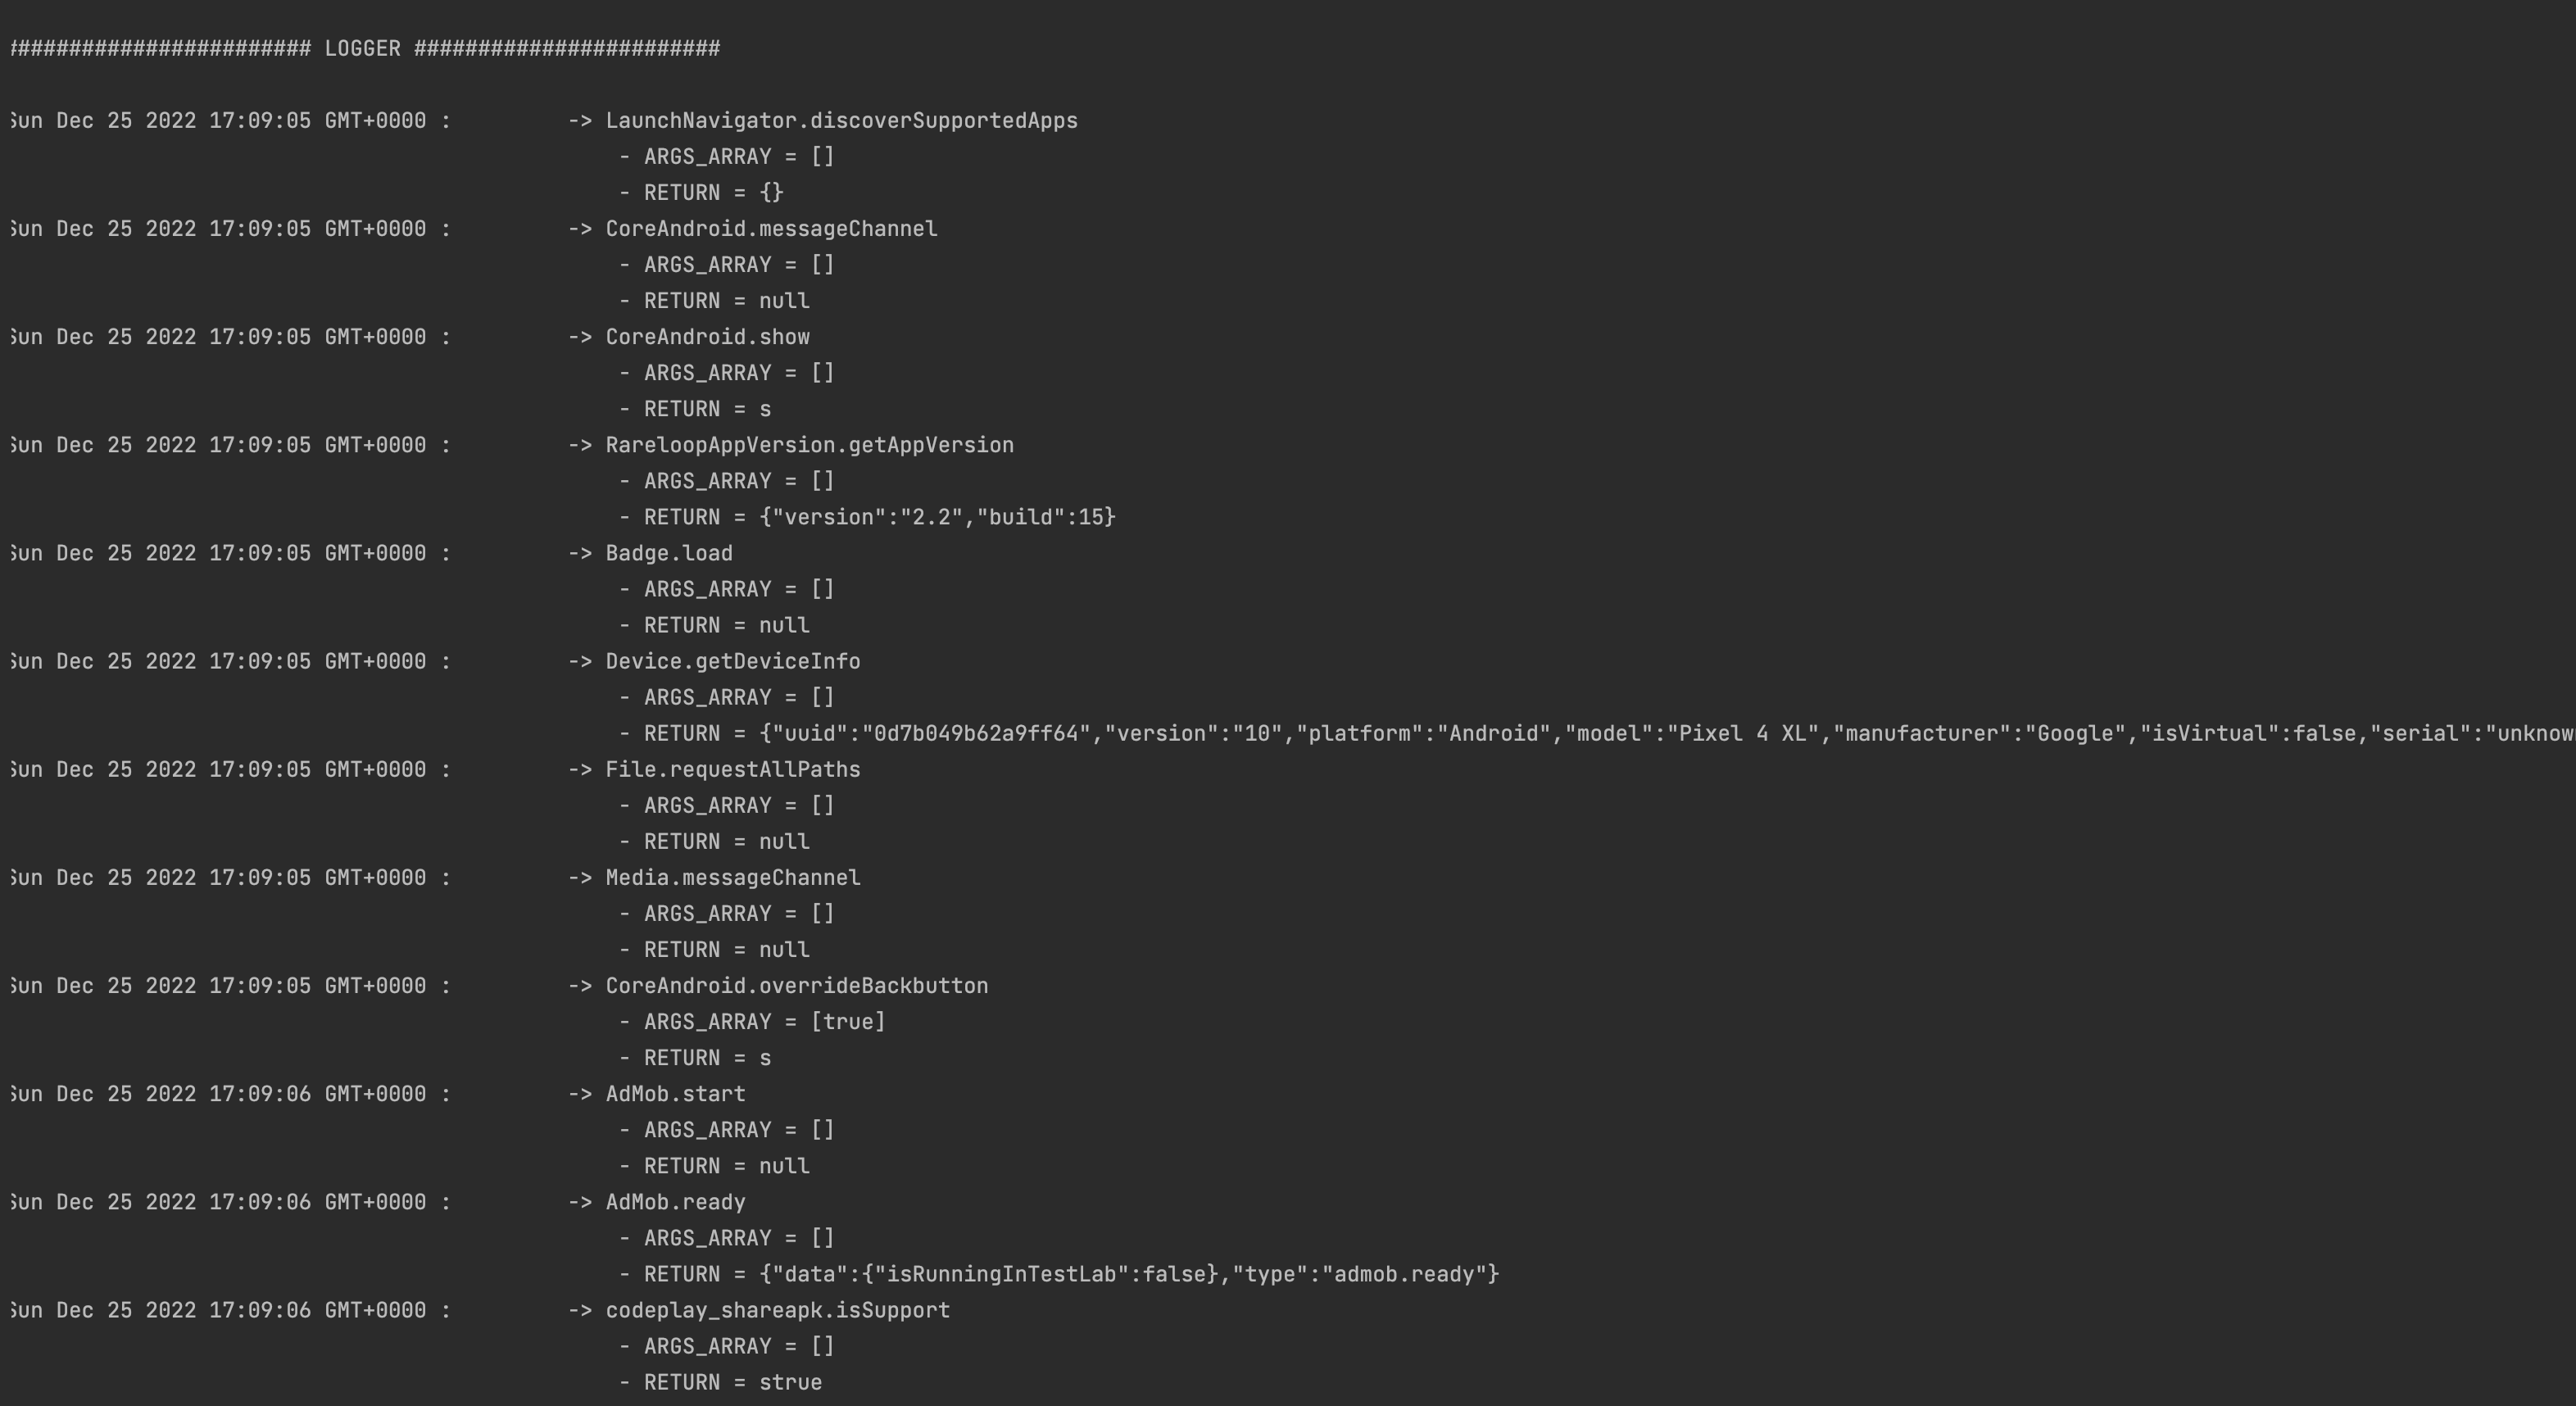 ####################### LOGGER ########################
Sun Dec 25 2022 17:09:05 GMT+0000 : -> LaunchNavigator.discoverSupportedApps
- ARGS_ARRAY = []
- RETURN = {}
Sun Dec 25 2022 17:09:05 GMT+0000 : -> CoreAndroid.messageChannel
- ARGS_ARRAY = []
- RETURN = null
Sun Dec 25 2022 17:09:05 GMT+0000 : -> CoreAndroid.show
- ARGS_ARRAY = []
- RETURN = s
Sun Dec 25 2022 17:09:05 GMT+0000 : -> RareloopAppVersion.getAppVersion
- ARGS_ARRAY = []
- RETURN = {"version":"2.2","build":15}
Sun Dec 25 2022 17:09:05 GMT+0000 : -> Badge.load
- ARGS_ARRAY = []
- RETURN = null
Sun Dec 25 2022 17:09:05 GMT+0000 : -> Device.getDeviceInfo
- ARGS_ARRAY = []
- RETURN = {"uuid":"0d7b049b62a9ff64","version":"10","platform":"Android","model":"Pixel 4 XL","manufacturer":"Google","isVirtual":false,"serial":"unknow
Sun Dec 25 2022 17:09:05 GMT+0000 : -> File.requestAllPaths
- ARGS_ARRAY = []
- RETURN = null
Sun Dec 25 2022 17:09:05 GMT+0000 : -> Media.messageChannel
- ARGS_ARRAY = []
- RETURN = null
Sun Dec 25 2022 17:09:05 GMT+0000 : -> CoreAndroid.overrideBackbutton
- ARGS_ARRAY = [true]
- RETURN = s
Sun Dec 25 2022 17:09:06 GMT+0000 : -> AdMob.start
- ARGS_ARRAY = []
- RETURN = null
Sun Dec 25 2022 17:09:06 GMT+0000 : -> AdMob.ready
- ARGS_ARRAY = []
- RETURN = {"data":{"isRunningInTestLab":false},"type":"admob.ready"}
Sun Dec 25 2022 17:09:06 GMT+0000 : -> codeplay_shareapk.isSupport
- ARGS_ARRAY = []
- RETURN = strue